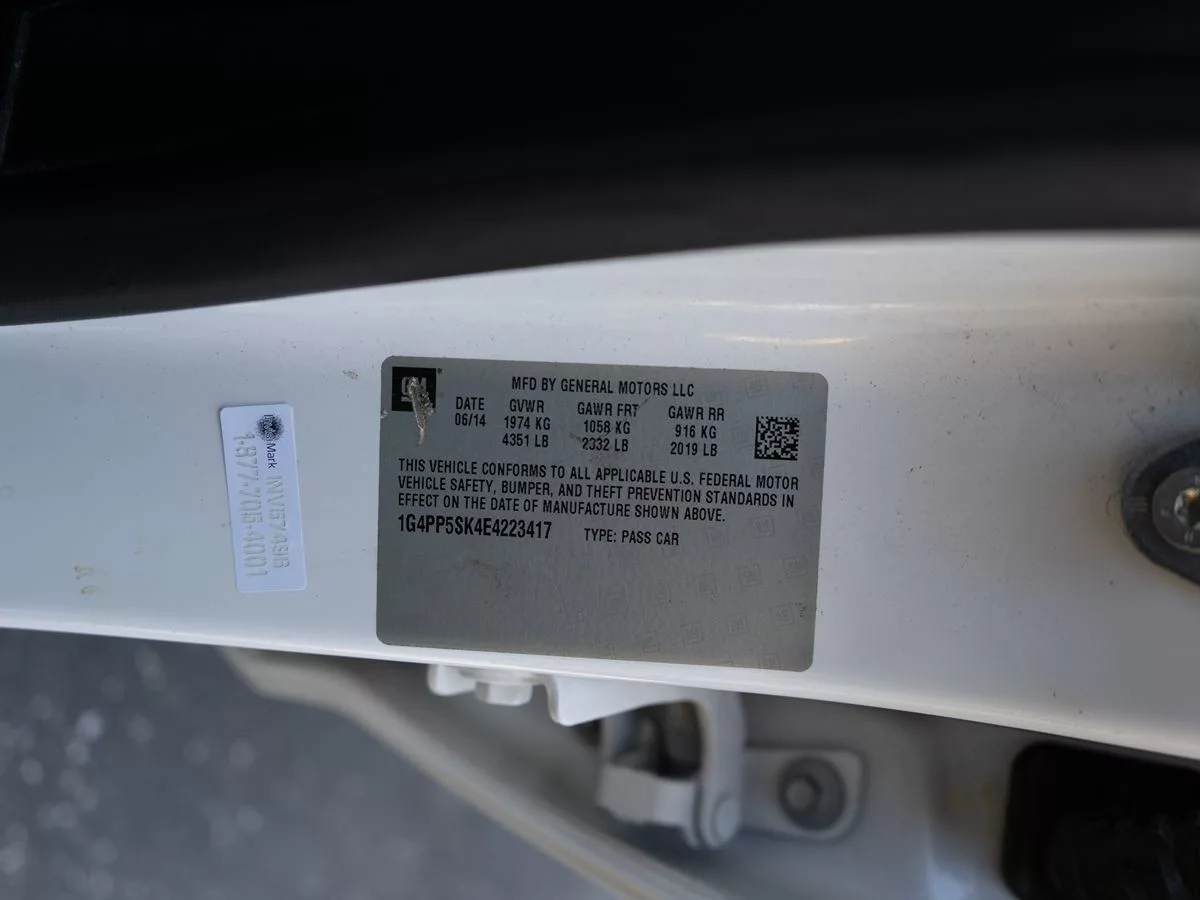 GM
MFD BY GENERAL MOTORS LLC
DATE GVWR GAWR FRT GAWR RR
06/14 1974 KG 1058 KG 916 KG
4351 LB 2332 LB 2019 LB
THIS VEHICLE CONFORMS TO ALL APPLICABLE U.S. FEDERAL MOTOR
VEHICLE SAFETY, BUMPER, AND THEFT PREVENTION STANDARDS IN
EFFECT ON THE DATE OF MANUFACTURE SHOWN ABOVE.
1G4PP5SK4E4223417 TYPE: PASS CAR
Mark
1-877-705-4001